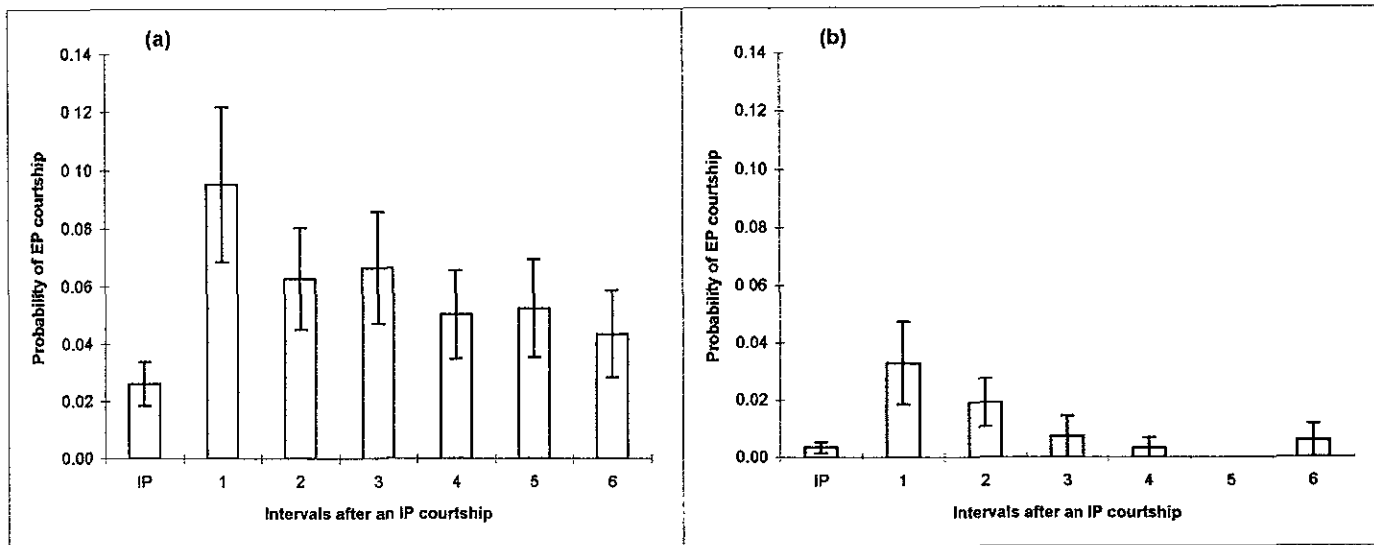 (a)
0.14
0.12
0.10
0.08
0.06
0.04
0.02
0.00
Probability of EP courtship
IP 1 2 3 4 5 6
Intervals after an IP courtship
(b)
0.14
0.12
0.10
0.08
0.06
0.04
0.02
0.00
Probability of EP courtship
IP 1 2 3 4 5 6
Intervals after an IP courtship